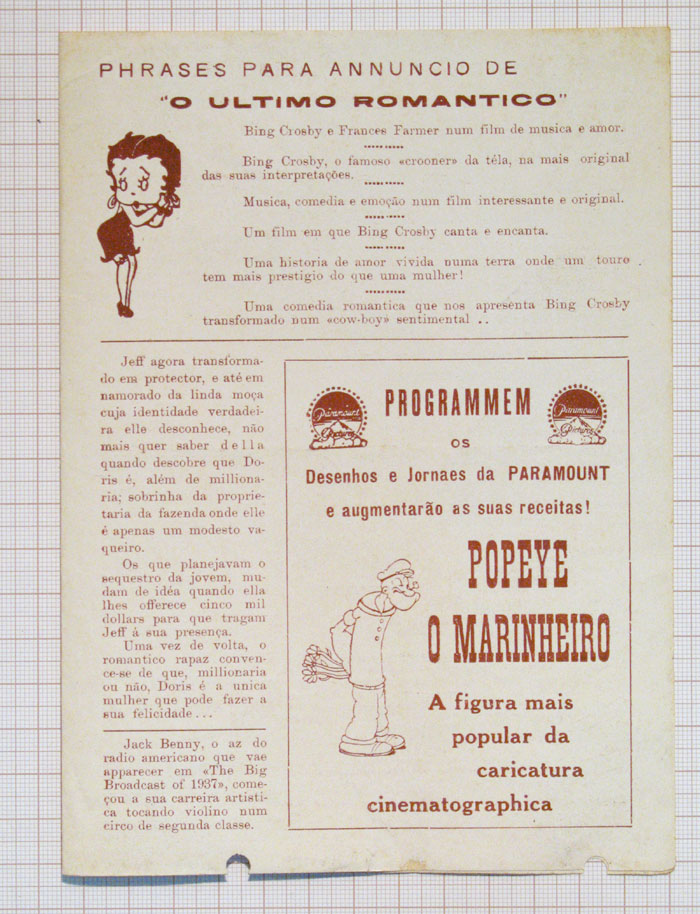 PHRASES PARA ANNUNCIO DE
"O ULTIMO ROMANTICO"
Bing Crosby e Frances Farmer num film de musica e amor.
Bing Crosby, o famoso «crooner» da téla, na mais original
das suas interpretações.
Musica, comedia e emoção num film interessante e original.
Um film em que Bing Crosby canta e encanta.
Uma historia de amor vivida numa terra onde um touro
tem mais prestigio do que uma mulher!
Uma comedia romantica que nos apresenta Bing Crosby
transformado num «cow-boy» sentimental ..
Jeff agora transforma-
do em protector, e até em
namorado da linda moça
cuja identidade verdadei-
ra elle desconhece, não
mais quer saber della
quando descobre que Do-
ris é, além de milliona-
ria; sobrinha da proprie-
taria da fazenda onde elle
é apenas um modesto va-
queiro.
Os que planejavam o
sequestro da jovem, mu-
dam de idéa quando ella
lhes offerece cinco mil
dollars para que tragam
Jeff á sua presença.
Uma vez de volta, o
romantico rapaz conven-
ce-se de que, millionaria
ou não, Doris é a unica
mulher que pode fazer a
sua felicidade...
Jack Benny, o az do
radio americano que vae
apparecer em «The Big
Broadcast of 1937», come-
çou a sua carreira artisti-
ca tocando violino num
circo de segunda classe.
Paramount
Pictures
PROGRAMMEM
Paramount
Pictures
OS
Desenhos e Jornaes da PARAMOUNT
e augmentarão as suas receitas!
POPEYE
O MARINHEIRO
A figura mais
popular da
caricatura
cinematographica